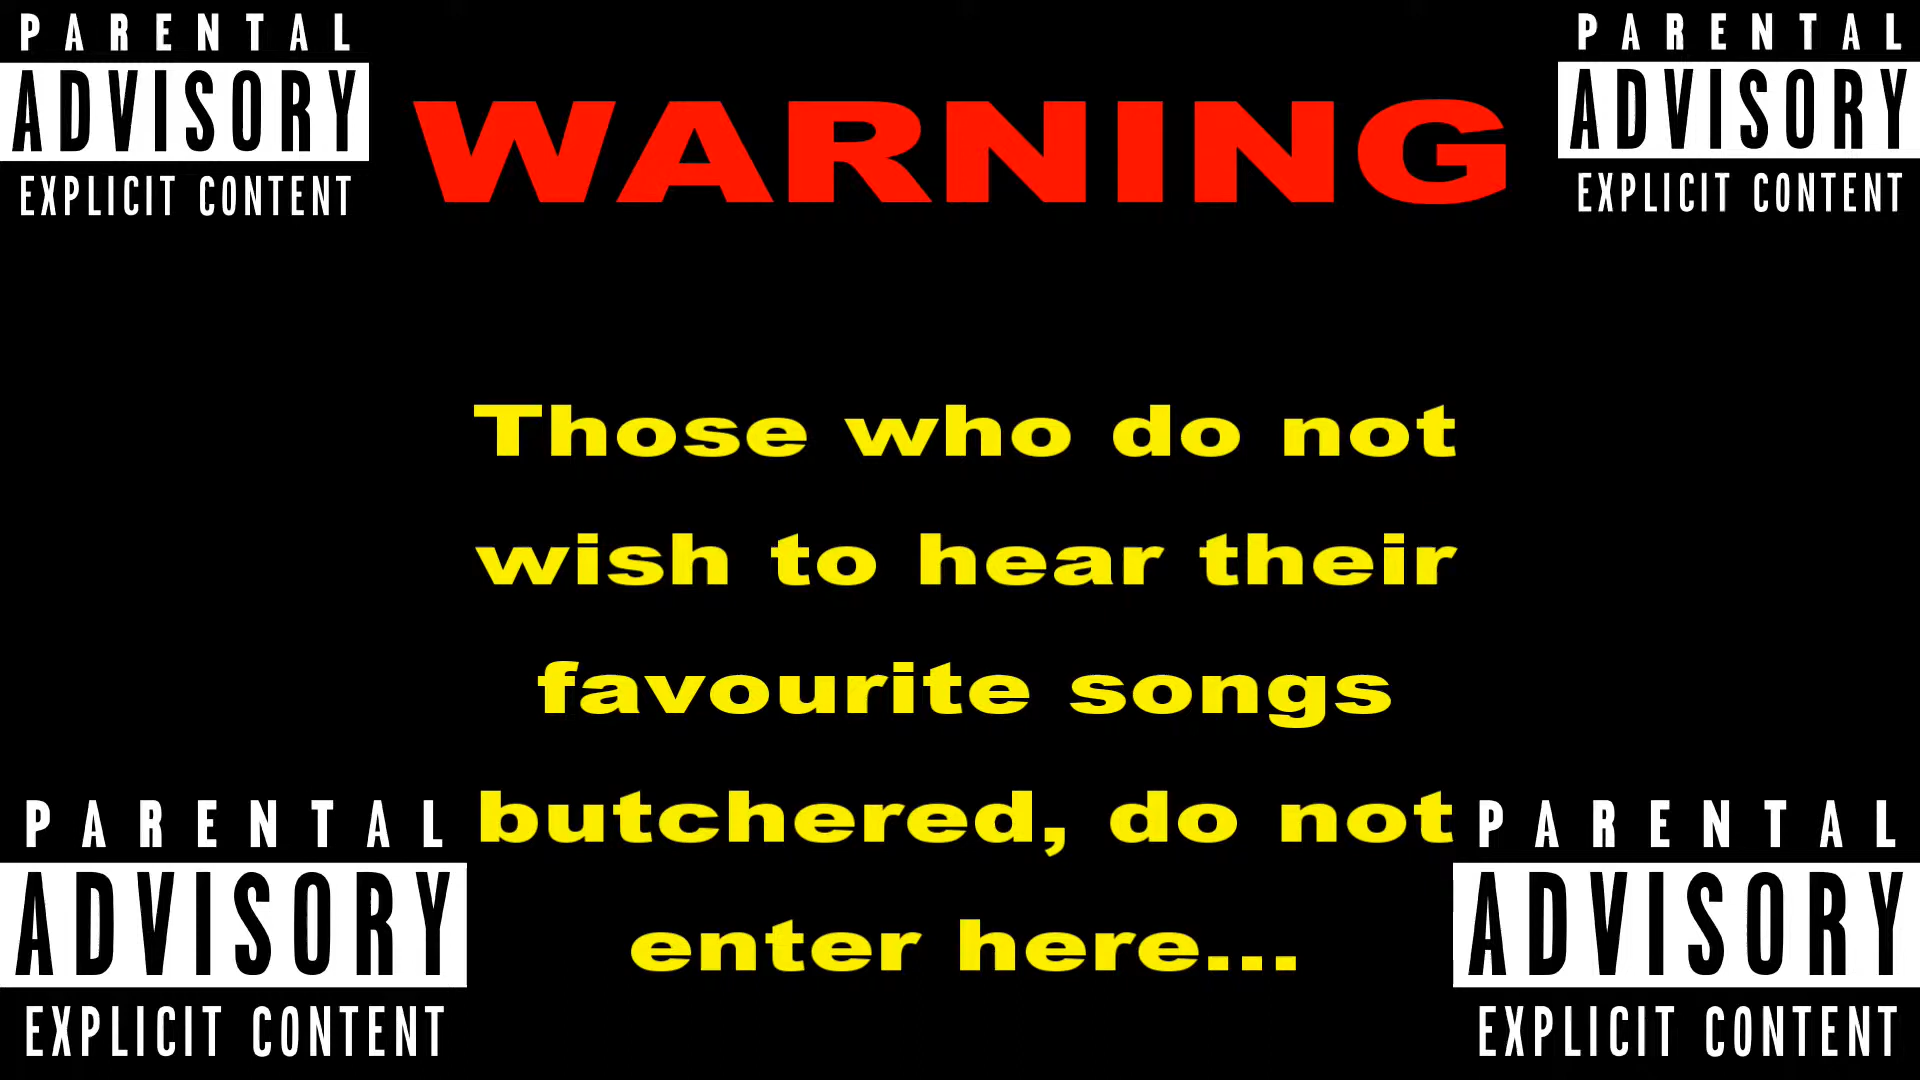 PARENTAL
ADVISORY
EXPLICIT CONTENT
WARNING
PARENTAL
ADVISORY
EXPLICIT CONTENT
Those who do not
wish to hear their
favourite songs
butchered, do not
enter here...
PARENTAL
ADVISORY
EXPLICIT CONTENT
PARENTAL
ADVISORY
EXPLICIT CONTENT